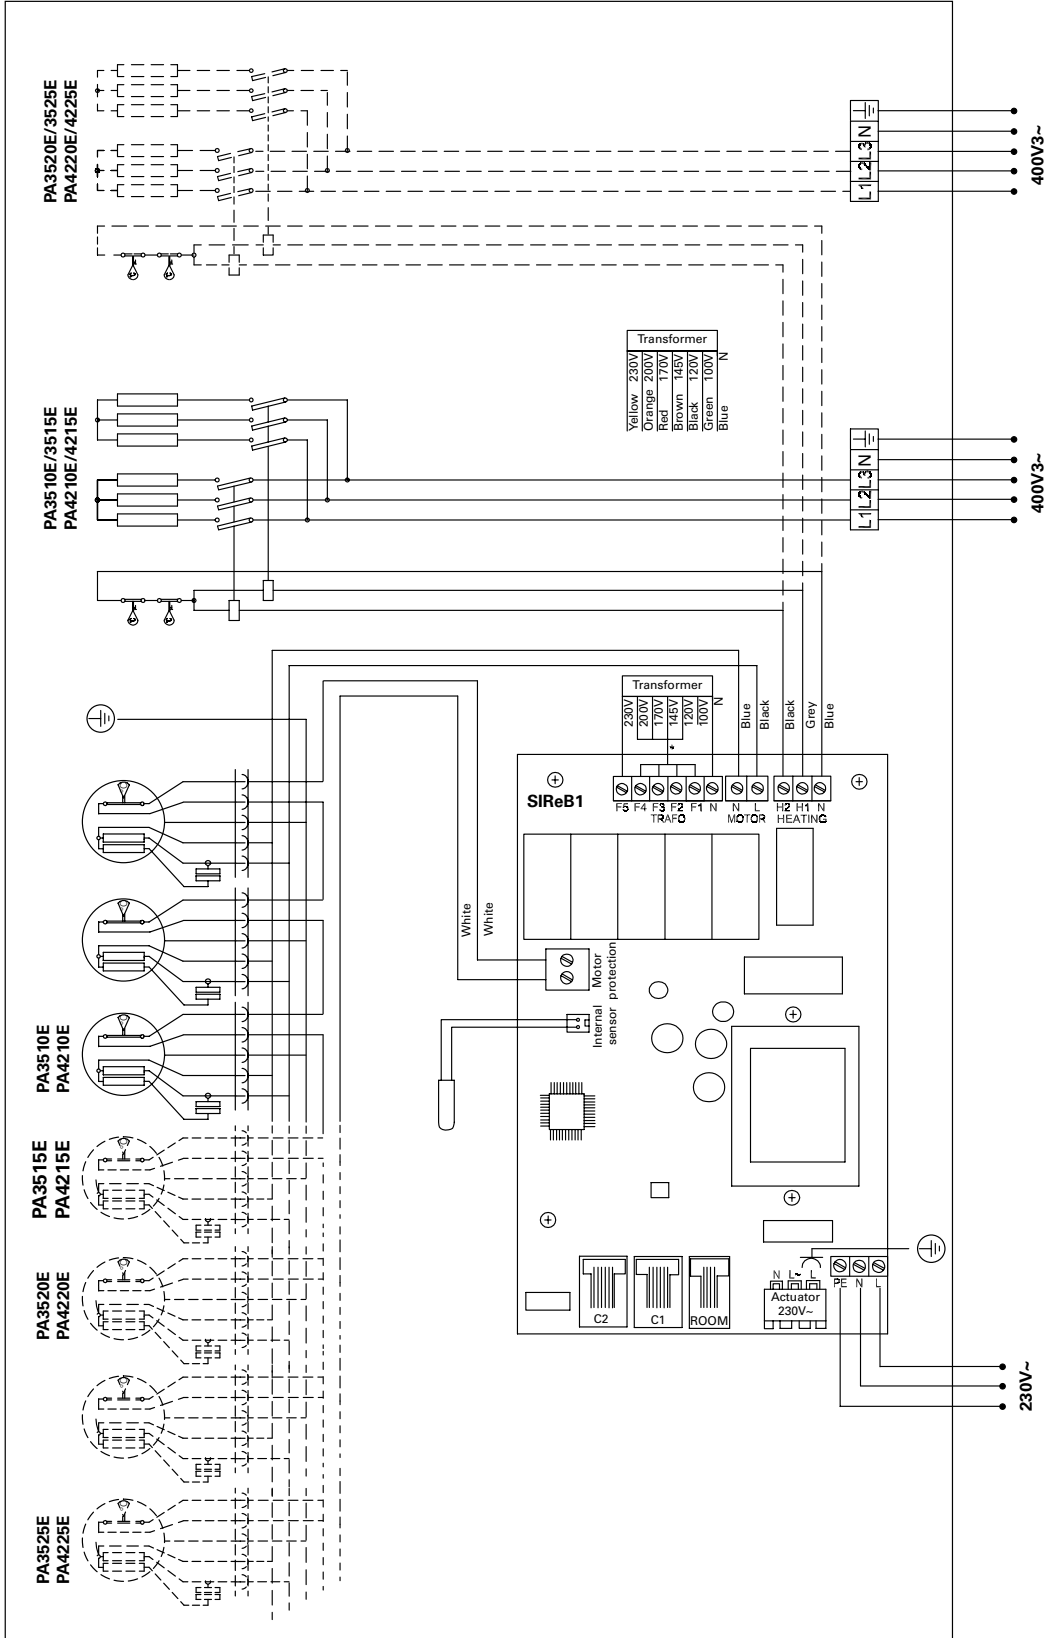 PA3520E/3525E
PA4220E/4225E
L1 L2 L3 N
400V3~
Transformer
Yellow 230V
Orange 200V
Red 170V
Brown 145V
Black 120V
Green 100V
Blue N
PA3510E/3515E
PA4210E/4215E
L1 L2 L3 N
400V3~
Transformer
230V
200V
170V
145V
120V
100V
N
Blue
Black
Black
Grey
Blue
SIReB1
F5 F4 F3 F2 F1 N
TRAFO
N L
MOTOR
H2 H1 N
HEATING
White
White
Motor
protection
Internal
sensor
PA3510E
PA4210E
PA3515E
PA4215E
PA3520E
PA4220E
PA3525E
PA4225E
C2
C1
ROOM
N L~ L
Actuator
230V~
PE N L
230V~